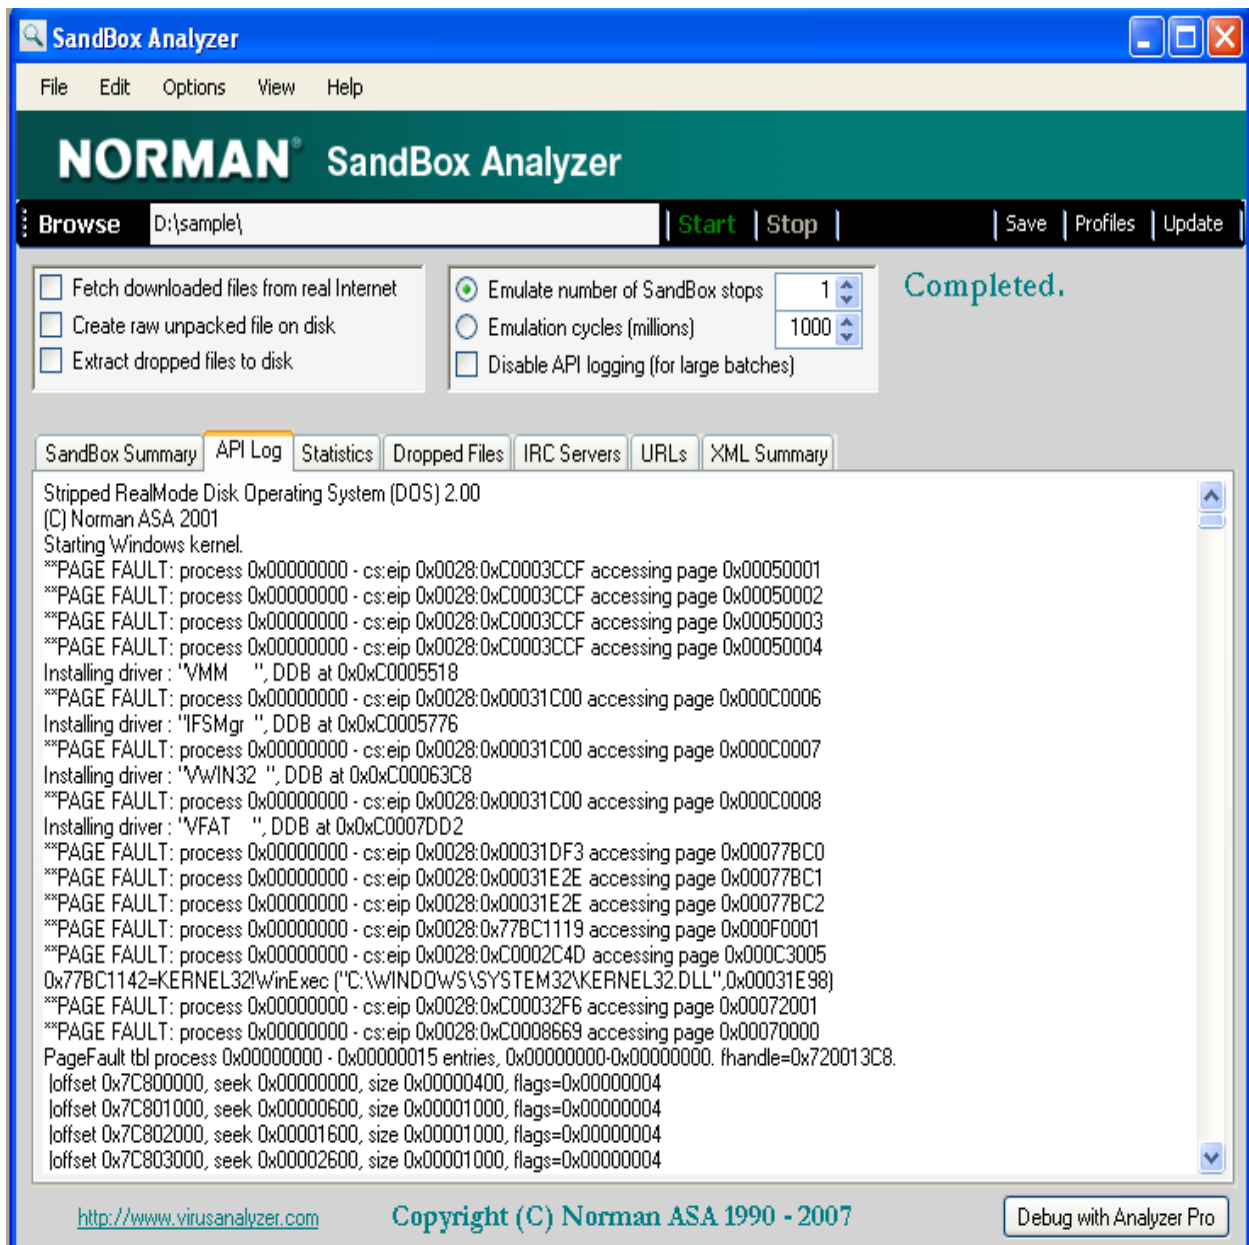 SandBox Analyzer
File Edit Options View Help
NORMAN® SandBox Analyzer
Browse D:\sample\ Start Stop Save Profiles Update
Fetch downloaded files from real Internet
Create raw unpacked file on disk
Extract dropped files to disk
Emulate number of SandBox stops 1
Emulation cycles (millions) 1000
Disable API logging (for large batches)
Completed.
SandBox Summary API Log Statistics Dropped Files IRC Servers URLs XML Summary
Stripped RealMode Disk Operating System (DOS) 2.00
(C) Norman ASA 2001
Starting Windows kernel.
**PAGE FAULT: process 0x00000000 - cs:eip 0x0028:0xC0003CCF accessing page 0x00050001
**PAGE FAULT: process 0x00000000 - cs:eip 0x0028:0xC0003CCF accessing page 0x00050002
**PAGE FAULT: process 0x00000000 - cs:eip 0x0028:0xC0003CCF accessing page 0x00050003
**PAGE FAULT: process 0x00000000 - cs:eip 0x0028:0xC0003CCF accessing page 0x00050004
Installing driver : "VMM     ", DDB at 0x0xC0005518
**PAGE FAULT: process 0x00000000 - cs:eip 0x0028:0x00031C00 accessing page 0x000C0006
Installing driver : "IFSMgr  ", DDB at 0x0xC0005776
**PAGE FAULT: process 0x00000000 - cs:eip 0x0028:0x00031C00 accessing page 0x000C0007
Installing driver : "VWIN32  ", DDB at 0x0xC00063C8
**PAGE FAULT: process 0x00000000 - cs:eip 0x0028:0x00031C00 accessing page 0x000C0008
Installing driver : "VFAT    ", DDB at 0x0xC0007DD2
**PAGE FAULT: process 0x00000000 - cs:eip 0x0028:0x00031DF3 accessing page 0x00077BC0
**PAGE FAULT: process 0x00000000 - cs:eip 0x0028:0x00031E2E accessing page 0x00077BC1
**PAGE FAULT: process 0x00000000 - cs:eip 0x0028:0x00031E2E accessing page 0x00077BC2
**PAGE FAULT: process 0x00000000 - cs:eip 0x0028:0x77BC1119 accessing page 0x000F0001
**PAGE FAULT: process 0x00000000 - cs:eip 0x0028:0xC0002C4D accessing page 0x000C3005
0x77BC1142=KERNEL32!WinExec ("C:\WINDOWS\SYSTEM32\KERNEL32.DLL",0x00031E98)
**PAGE FAULT: process 0x00000000 - cs:eip 0x0028:0xC00032F6 accessing page 0x00072001
**PAGE FAULT: process 0x00000000 - cs:eip 0x0028:0xC0008669 accessing page 0x00070000
PageFault tbl process 0x00000000 - 0x00000015 entries, 0x00000000-0x00000000. fhandle=0x720013C8.
|offset 0x7C800000, seek 0x00000000, size 0x00000400, flags=0x00000004
|offset 0x7C801000, seek 0x00000600, size 0x00001000, flags=0x00000004
|offset 0x7C802000, seek 0x00001600, size 0x00001000, flags=0x00000004
|offset 0x7C803000, seek 0x00002600, size 0x00001000, flags=0x00000004
http://www.virusanalyzer.com Copyright (C) Norman ASA 1990 - 2007 Debug with Analyzer Pro